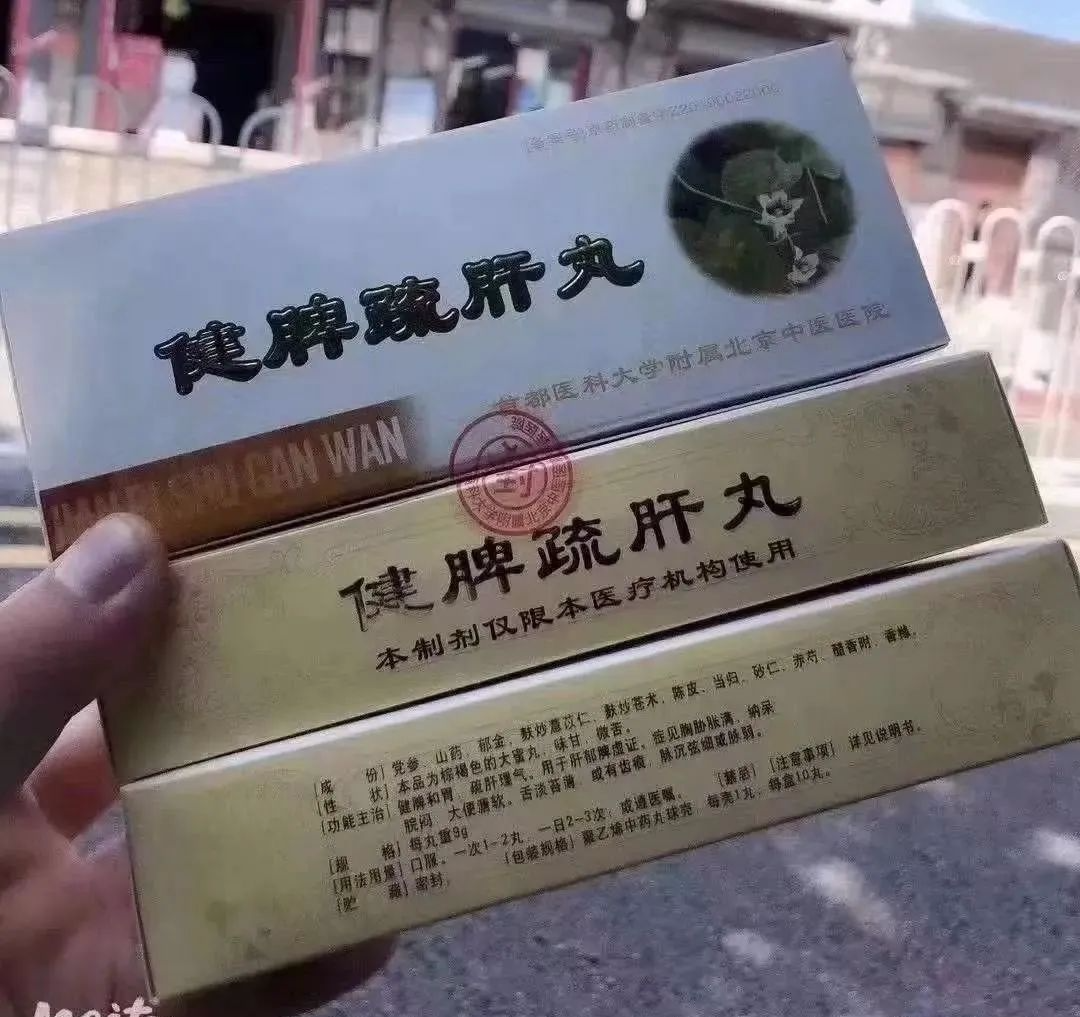 健脾疏肝丸
首都医科大学附属北京中医医院
JIAN PI SHU GAN WAN
健脾疏肝丸
本制剂仅限本医疗机构使用
[成 份] 党参、山药、郁金、麸炒薏苡仁、麸炒苍术、陈皮、当归、砂仁、赤芍、醋香附、香橼。
[性 状] 本品为棕褐色的大蜜丸，味甘、微苦。
[功能主治] 健脾和胃，疏肝理气。用于肝郁脾虚证，症见胸胁胀满，纳呆
脘闷，大便溏软。舌淡苔薄，或有齿痕，脉沉弦细或脉弱。
[规 格] 每丸重9g
[用法用量] 口服。一次1-2丸，一日2-3次；或遵医嘱。 [禁忌] [注意事项] 详见说明书。
[贮 藏] 密封。 [包装规格] 聚乙烯中药丸球壳，每壳1丸，每盒10丸。